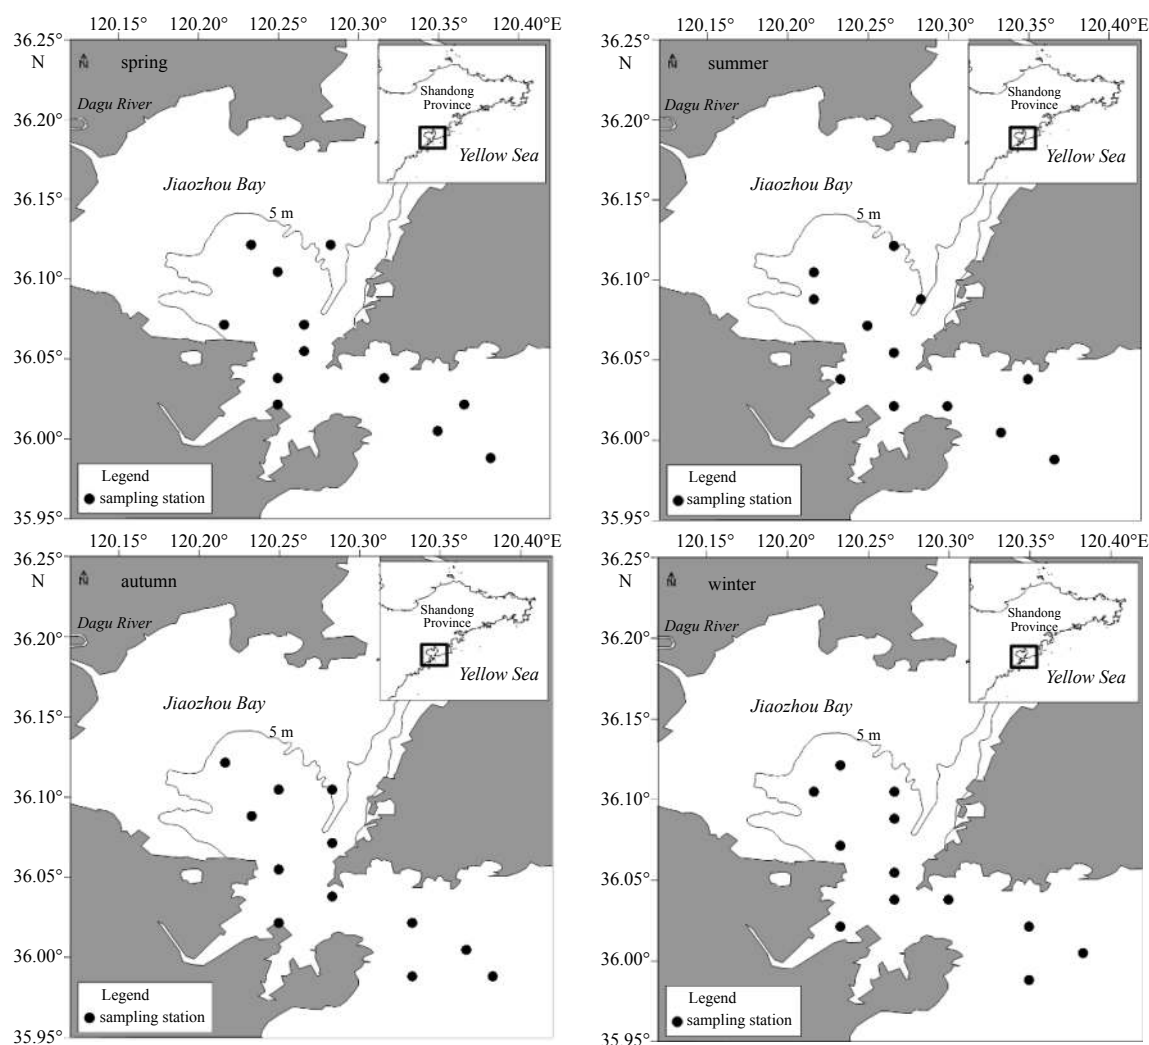 120.15° 120.20° 120.25° 120.30° 120.35° 120.40°E
36.25°
N
N
spring
Dagu River
36.20°
36.15°
36.10°
36.05°
36.00°
35.95°
Shandong
Province
Yellow Sea
Jiaozhou Bay
5 m
Legend
sampling station
120.15° 120.20° 120.25° 120.30° 120.35° 120.40°E
36.25°
N
N
summer
Dagu River
36.20°
36.15°
36.10°
36.05°
36.00°
35.95°
Shandong
Province
Yellow Sea
Jiaozhou Bay
5 m
Legend
sampling station
120.15° 120.20° 120.25° 120.30° 120.35° 120.40°E
36.25°
N
N
autumn
Dagu River
36.20°
36.15°
36.10°
36.05°
36.00°
35.95°
Shandong
Province
Yellow Sea
Jiaozhou Bay
5 m
Legend
sampling station
120.15° 120.20° 120.25° 120.30° 120.35° 120.40°E
36.25°
N
N
winter
Dagu River
36.20°
36.15°
36.10°
36.05°
36.00°
35.95°
Shandong
Province
Yellow Sea
Jiaozhou Bay
5 m
Legend
sampling station